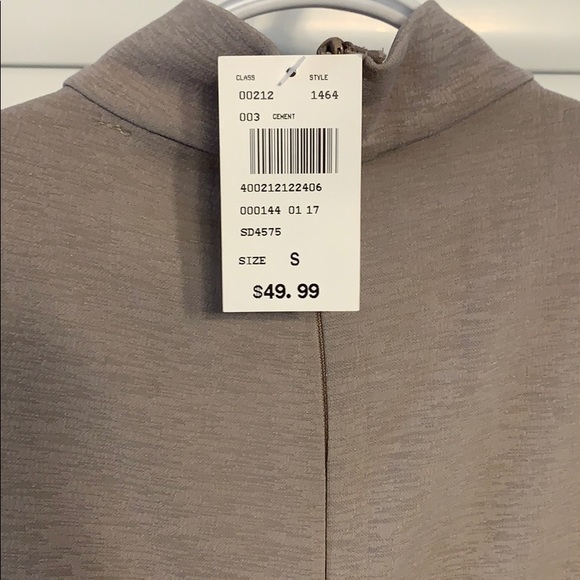 CLASS STYLE
00212 1464
003 CEMENT
400212122406
000144 01 17
SD4575
SIZE S
$49.99